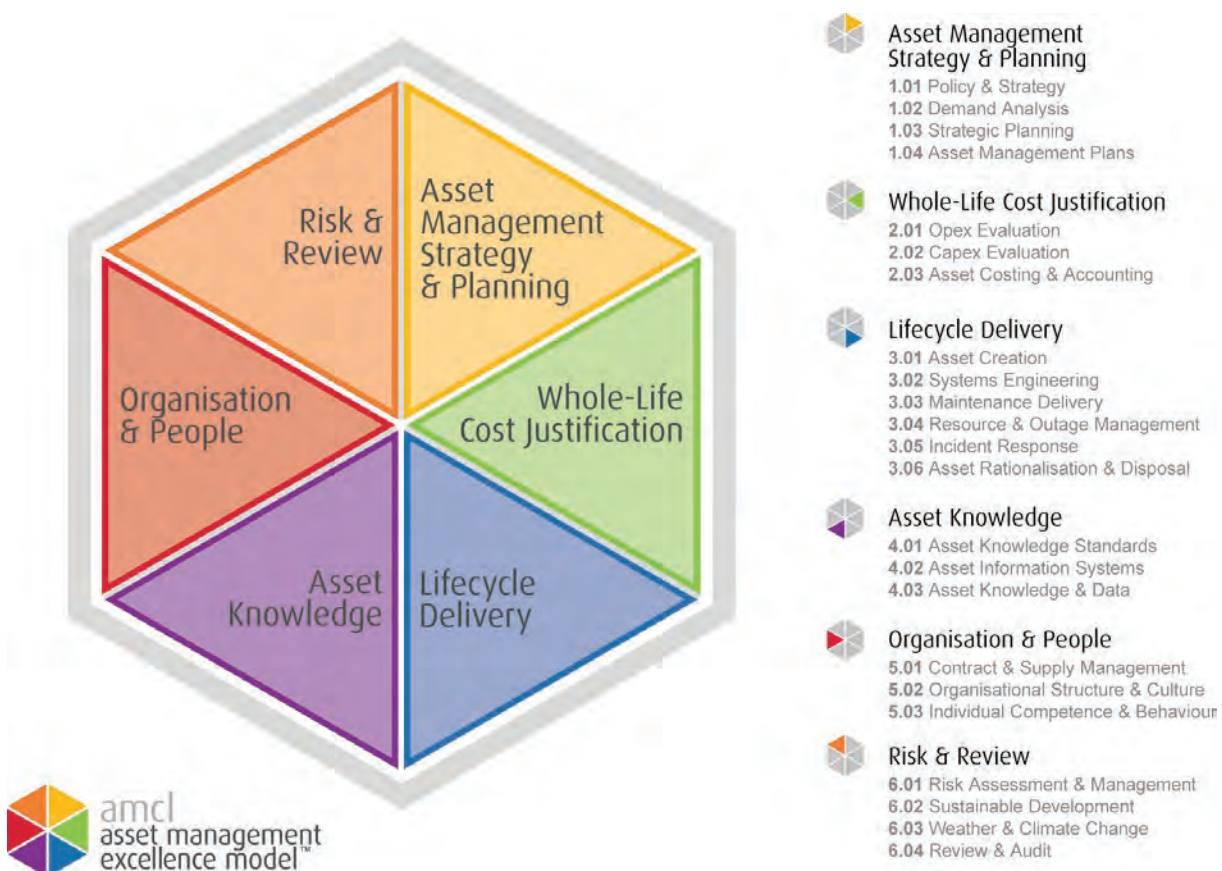 Risk &
Review
Asset
Management
Strategy
& Planning
Organisation
& People
Whole-Life
Cost Justification
Asset
Knowledge
Lifecycle
Delivery
amcl
asset management
excellence model™
Asset Management
Strategy & Planning
1.01 Policy & Strategy
1.02 Demand Analysis
1.03 Strategic Planning
1.04 Asset Management Plans
Whole-Life Cost Justification
2.01 Opex Evaluation
2.02 Capex Evaluation
2.03 Asset Costing & Accounting
Lifecycle Delivery
3.01 Asset Creation
3.02 Systems Engineering
3.03 Maintenance Delivery
3.04 Resource & Outage Management
3.05 Incident Response
3.06 Asset Rationalisation & Disposal
Asset Knowledge
4.01 Asset Knowledge Standards
4.02 Asset Information Systems
4.03 Asset Knowledge & Data
Organisation & People
5.01 Contract & Supply Management
5.02 Organisational Structure & Culture
5.03 Individual Competence & Behaviour
Risk & Review
6.01 Risk Assessment & Management
6.02 Sustainable Development
6.03 Weather & Climate Change
6.04 Review & Audit